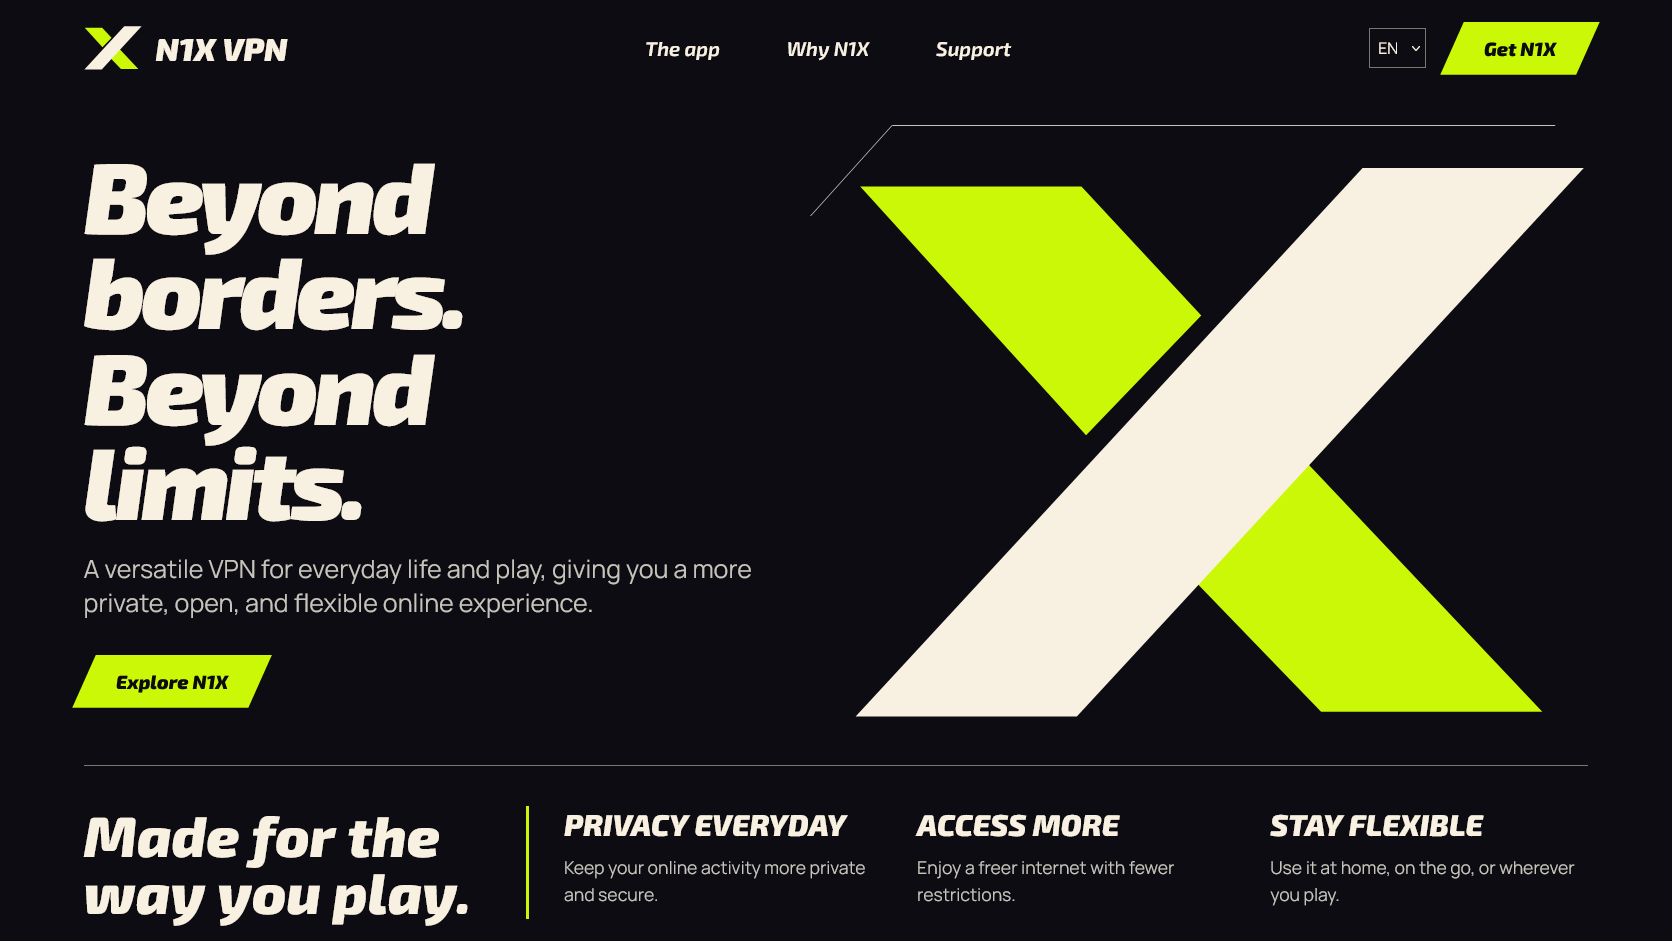 N1X VPN
The app
Why N1X
Support
EN
Get N1X
Beyond
borders.
Beyond
limits.
A versatile VPN for everyday life and play, giving you a more
private, open, and flexible online experience.
Explore N1X
Made for the
way you play.
PRIVACY EVERYDAY
Keep your online activity more private
and secure.
ACCESS MORE
Enjoy a freer internet with fewer
restrictions.
STAY FLEXIBLE
Use it at home, on the go, or wherever
you play.